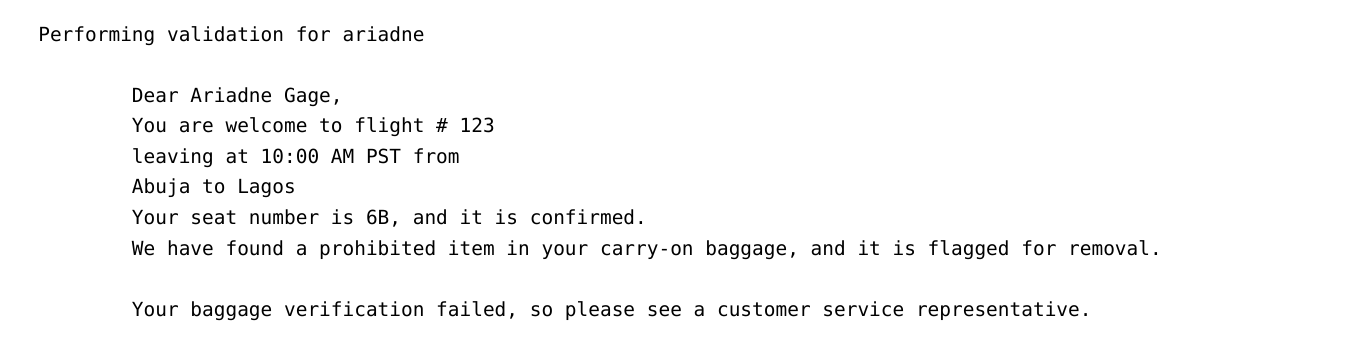 Performing validation for ariadne
Dear Ariadne Gage,
You are welcome to flight # 123
leaving at 10:00 AM PST from
Abuja to Lagos
Your seat number is 6B, and it is confirmed.
We have found a prohibited item in your carry-on baggage, and it is flagged for removal.
Your baggage verification failed, so please see a customer service representative.